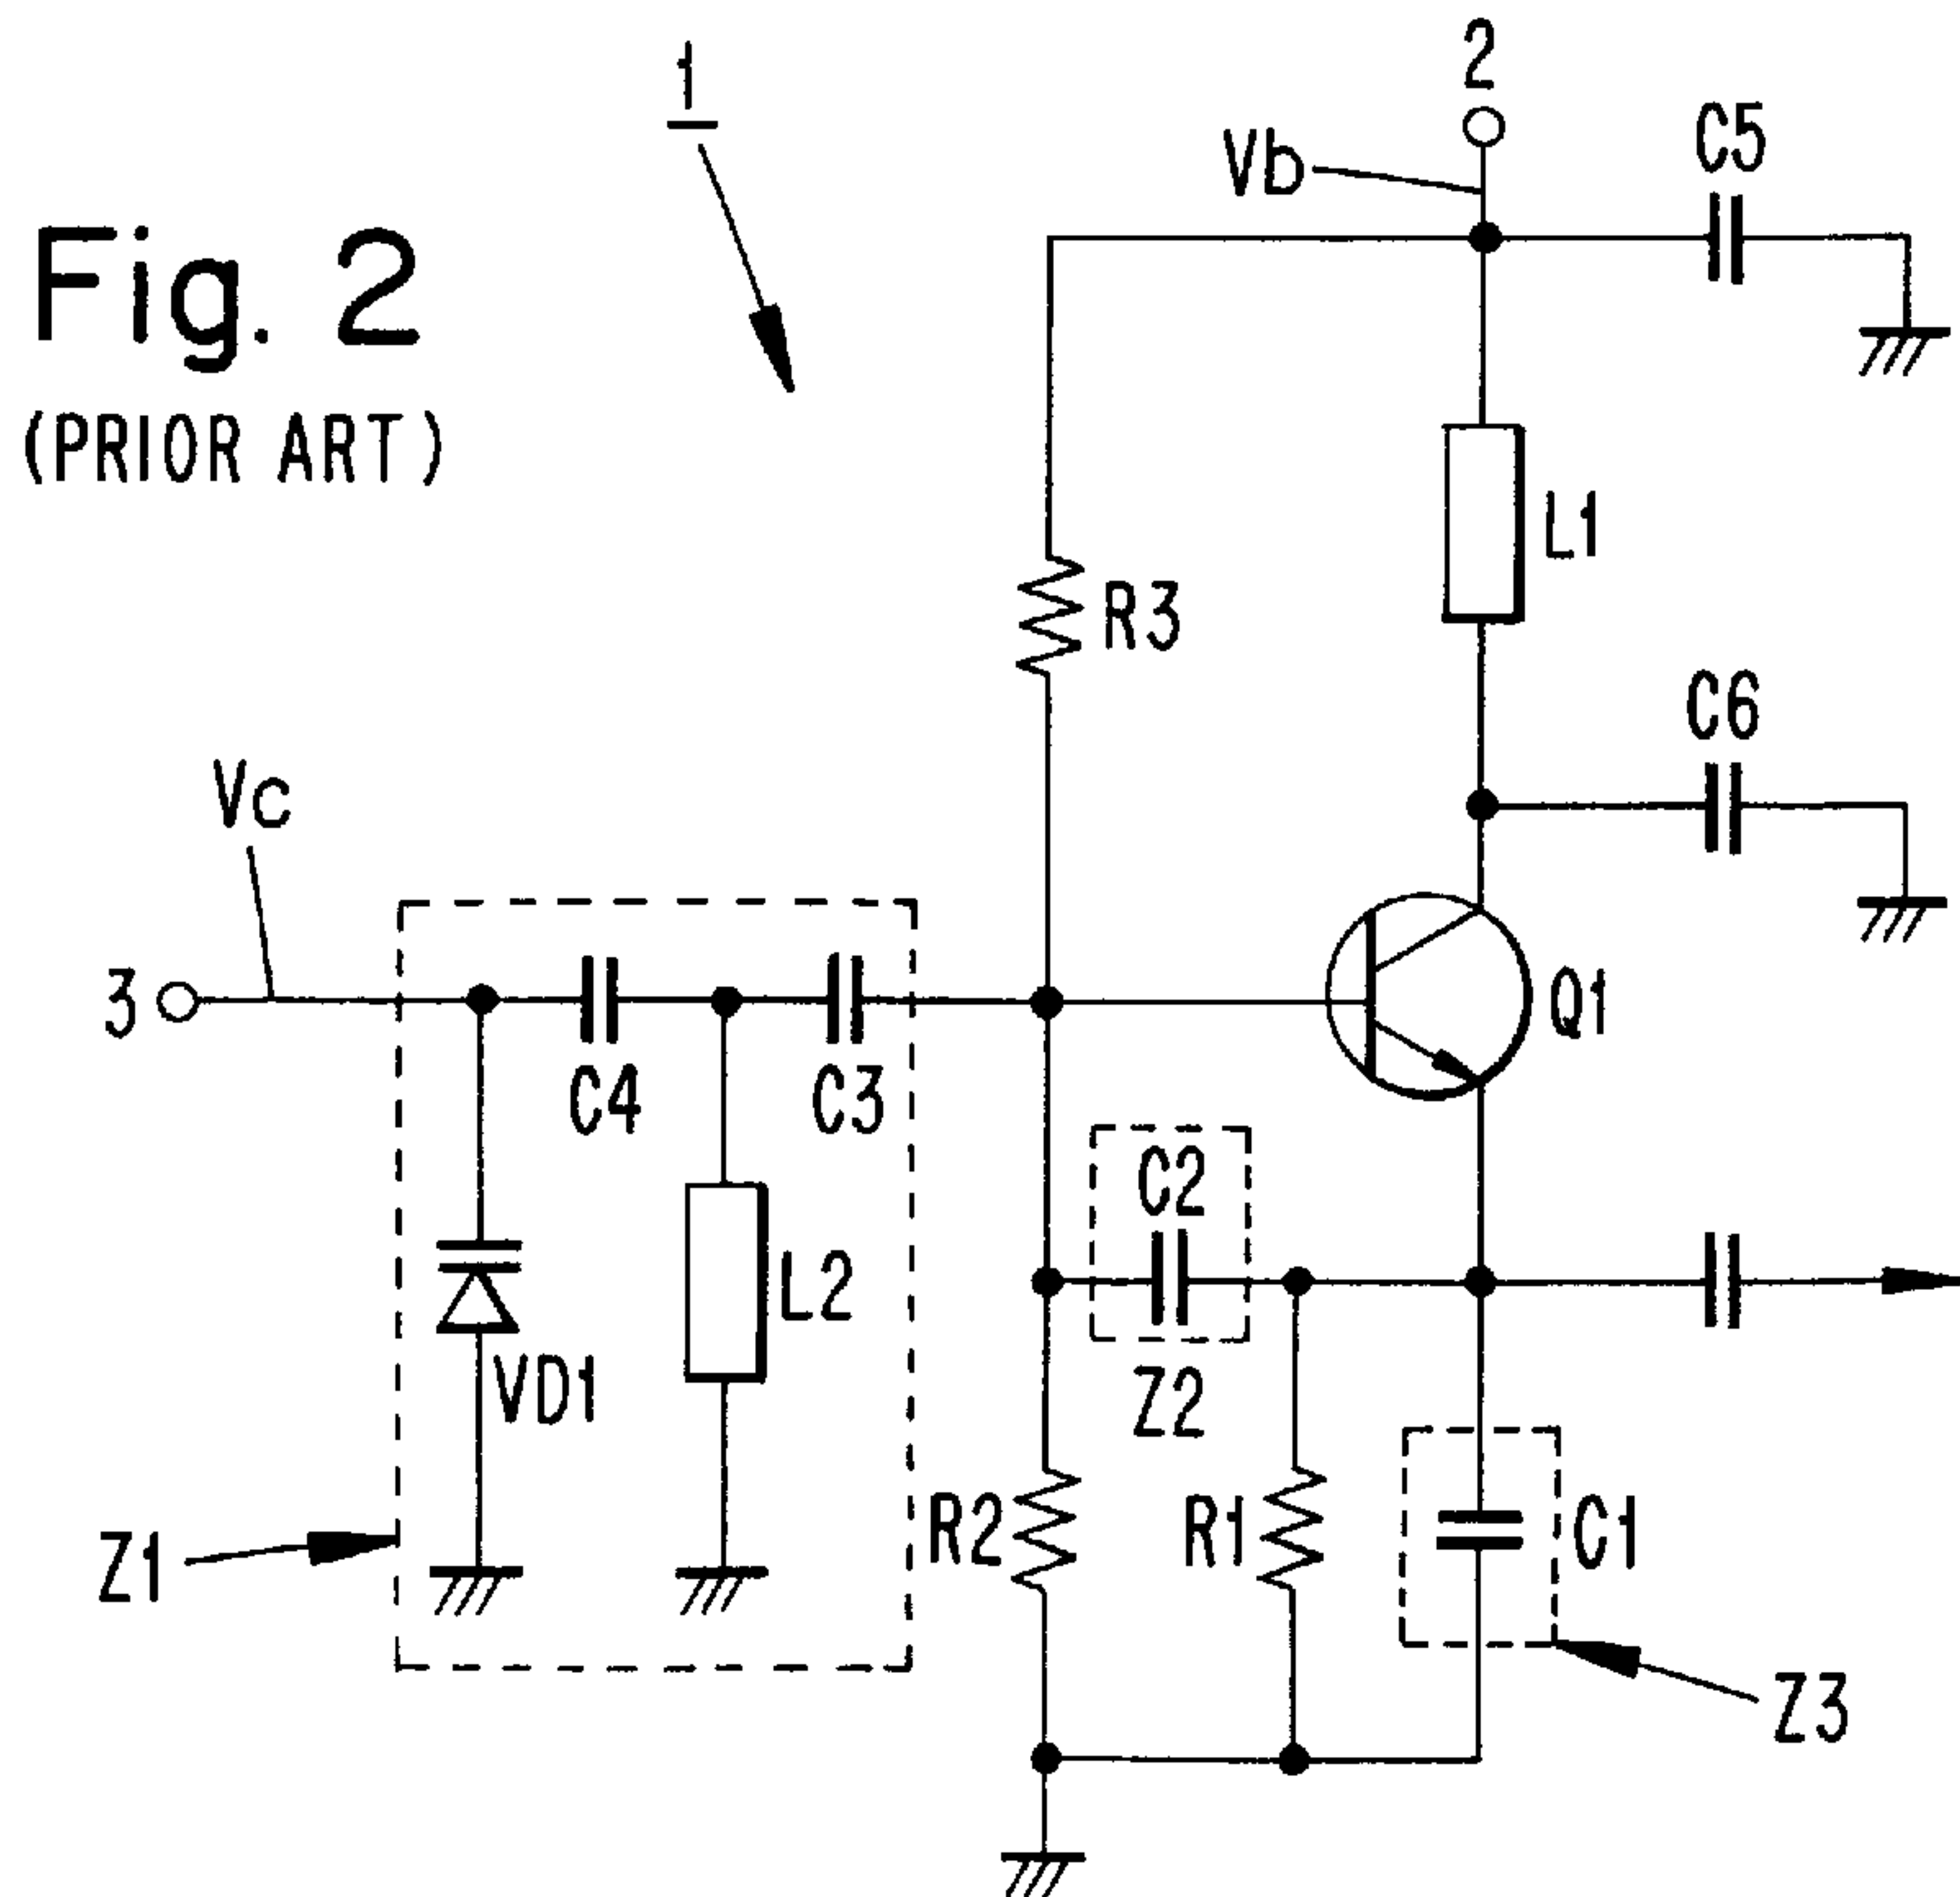 1
2
Vb
C5
Fig. 2
(PRIOR ART)
L1
R3
C6
Vc
3
Q1
C4
C3
C2
L2
VD1
Z2
Z1
R2
R1
C1
Z3